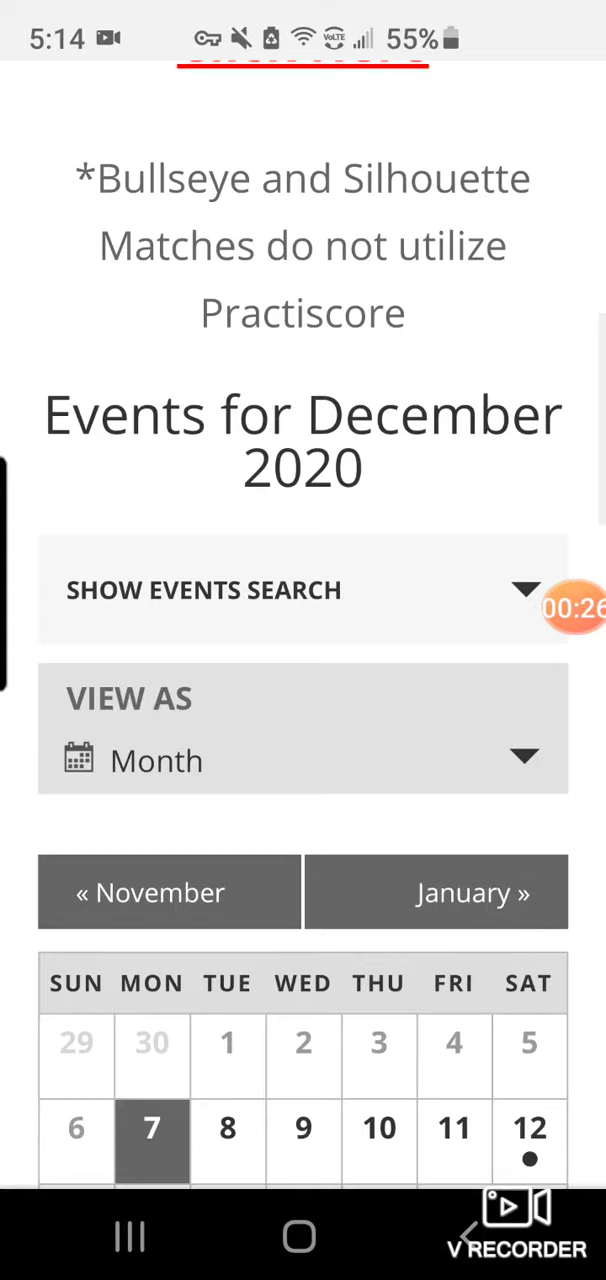 5:14 VoLTE 55%
*Bullseye and Silhouette
Matches do not utilize
Practiscore
Events for December
2020
SHOW EVENTS SEARCH
00:26
VIEW AS
Month
« November January »
SUN MON TUE WED THU FRI SAT
29 30 1 2 3 4 5
6 7 8 9 10 11 12
V RECORDER